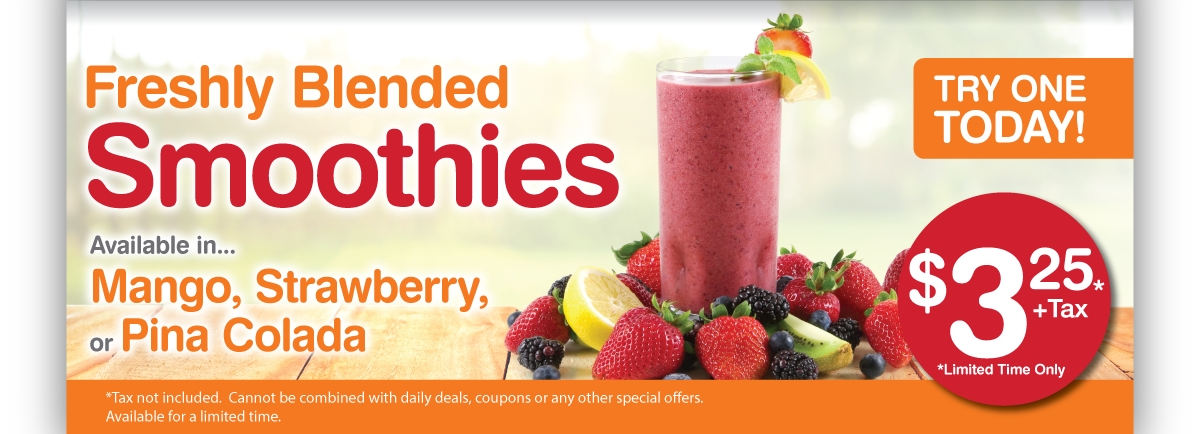 Freshly Blended
Smoothies
Available in...
Mango, Strawberry,
or Pina Colada
TRY ONE
TODAY!
$3 25*
+Tax
*Limited Time Only
*Tax not included.  Cannot be combined with daily deals, coupons or any other special offers.
Available for a limited time.